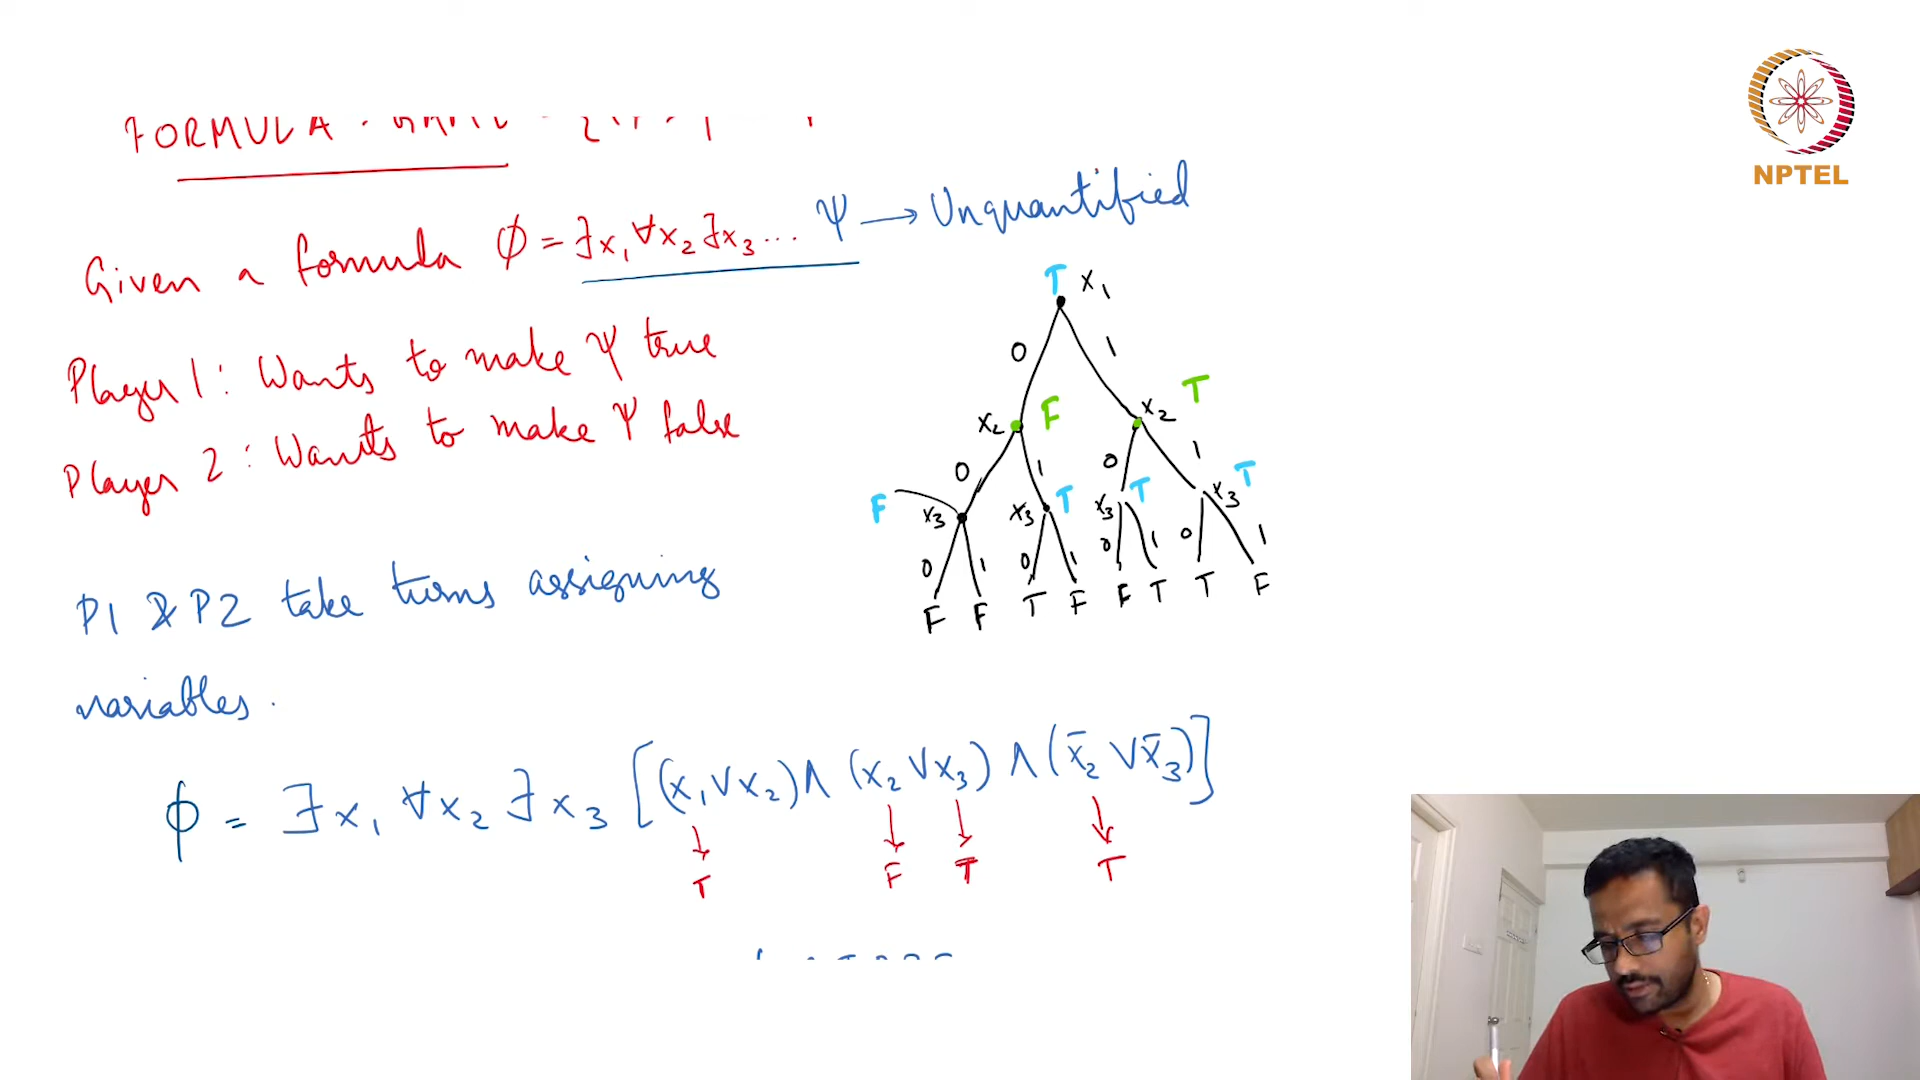 FORMULA
NPTEL
Given a formula ϕ = ∃x₁ ∀x₂ ∃x₃ ... Ψ → Unquantified
Player 1: Wants to make Ψ true
Player 2: Wants to make Ψ false
P1 & P2 take turns assigning
variables.
T x₁
0 1
x₂ F x₂ T
0 1 0 1
F x₃ x₃ T x₃ T x₃ T
0 1 0 1 0 1 0 1
F F T F F T T F
ϕ = ∃x₁ ∀x₂ ∃x₃ [(x₁ ∨ x₂) ∧ (x₂ ∨ x₃) ∧ (x̄₂ ∨ x̄₃)]
↓ ↓ ↓ ↓
T F T T